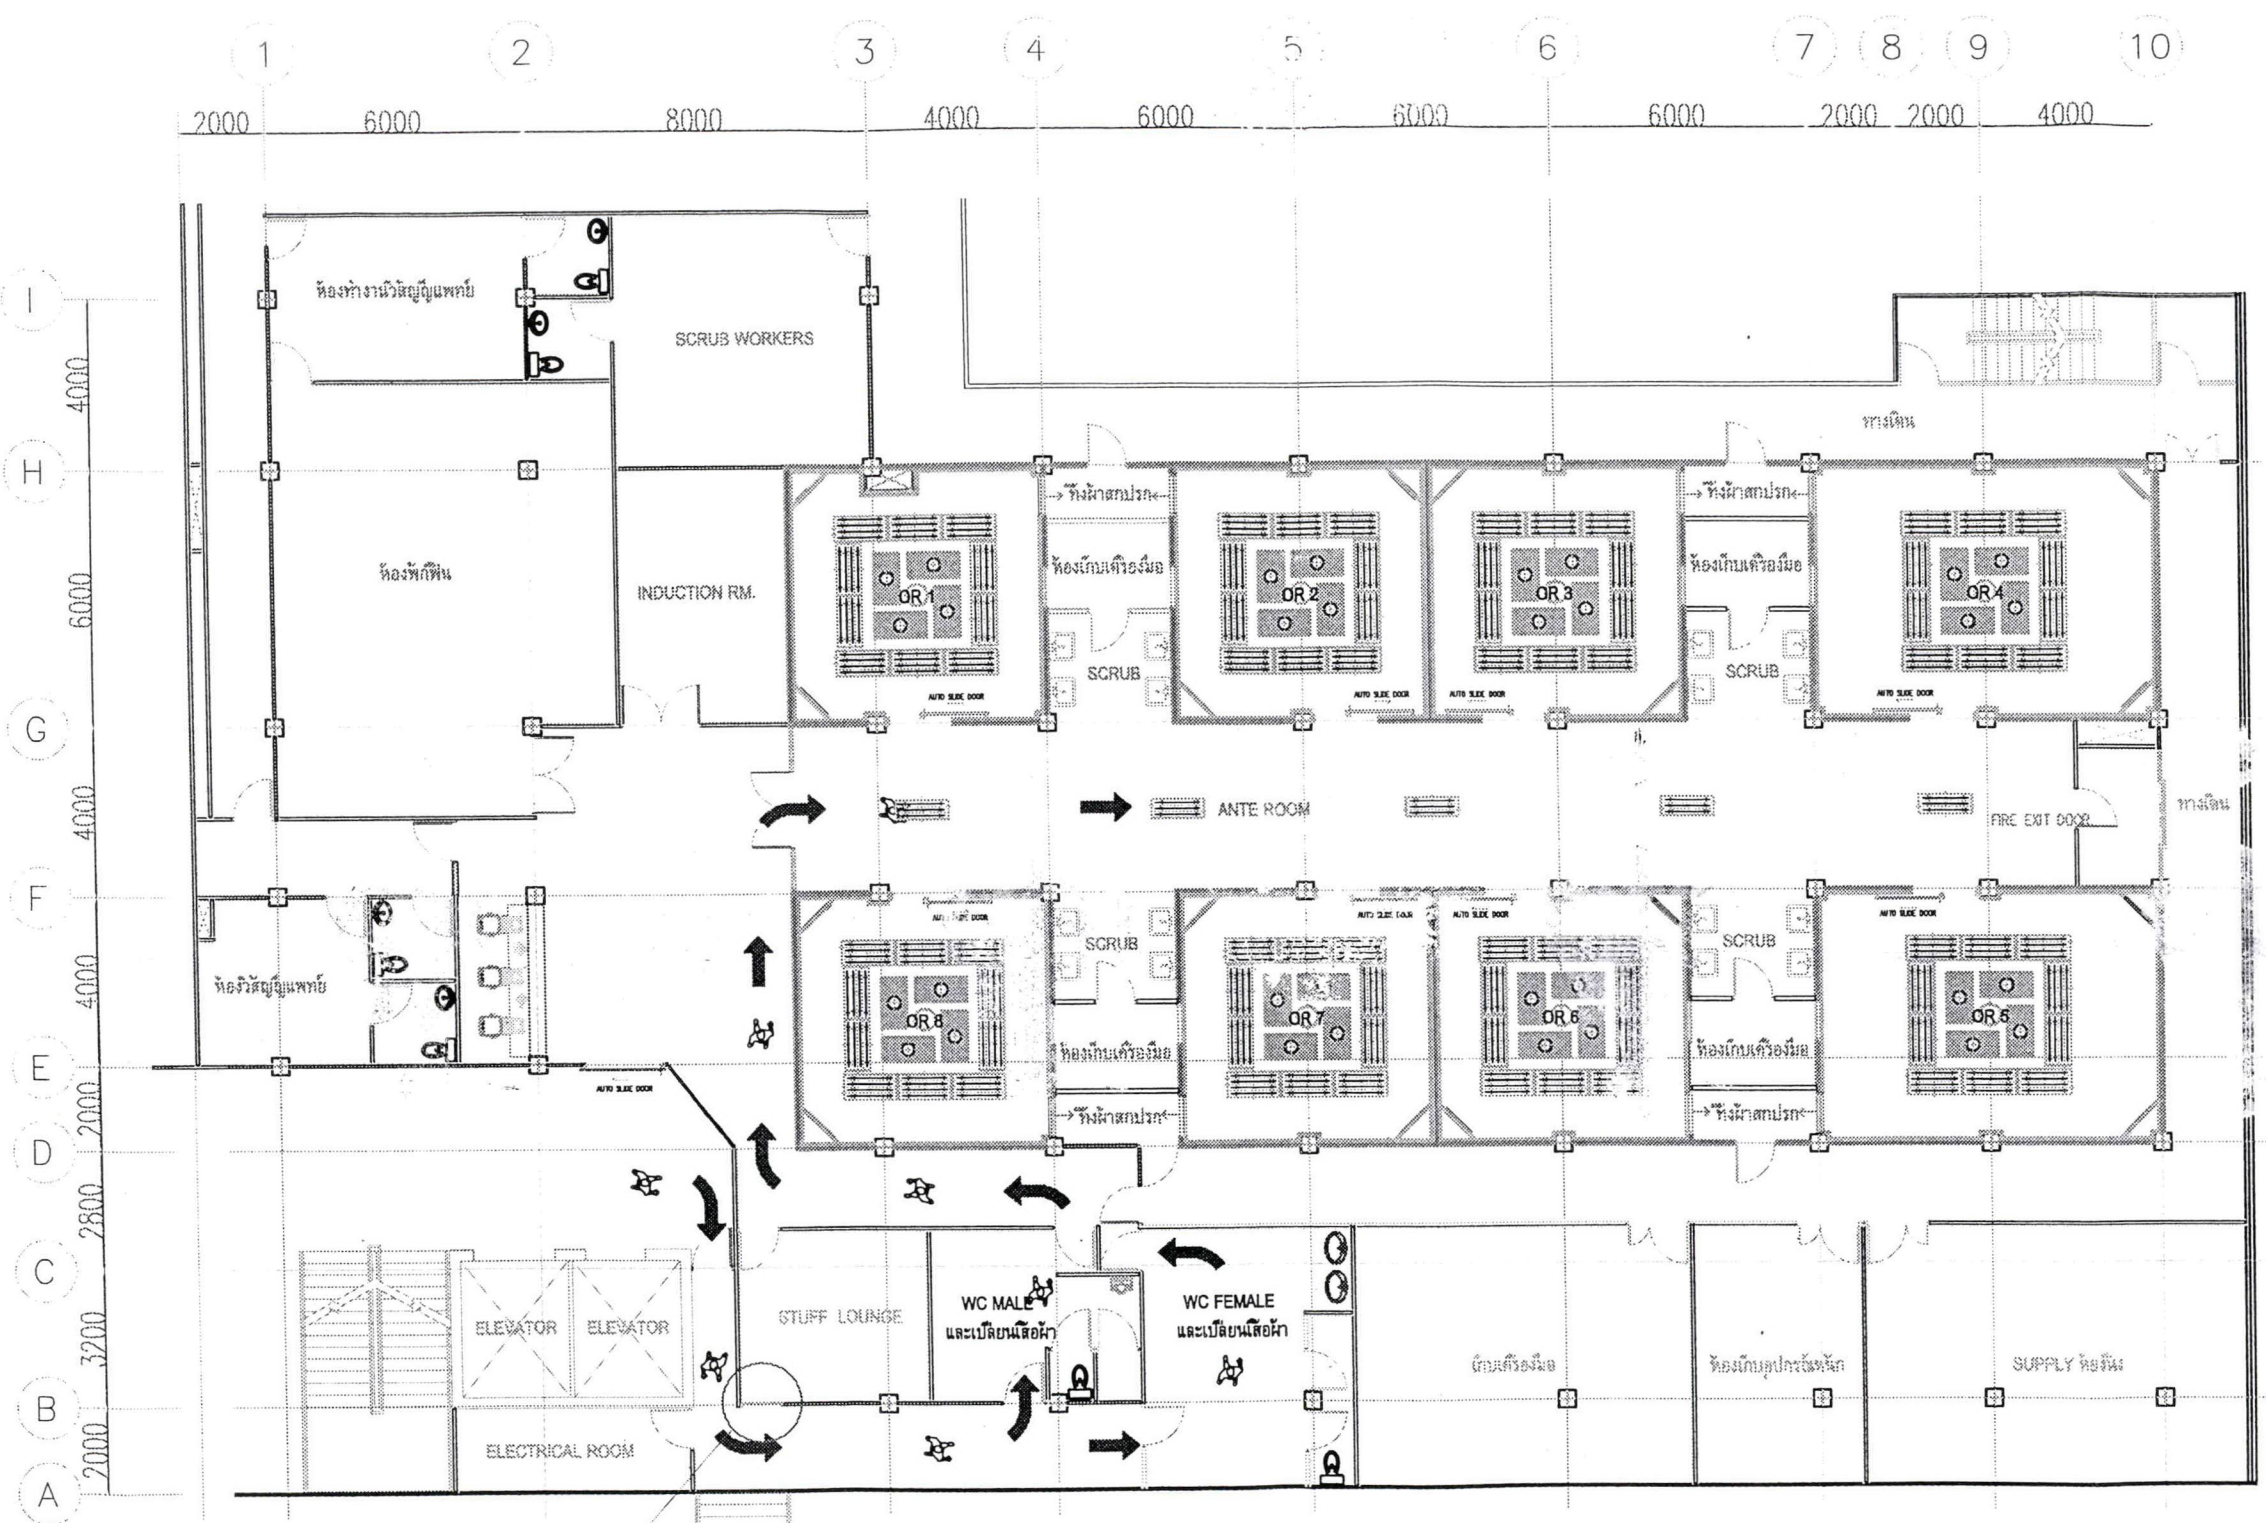 1 2 3 4 5 6 7 8 9 10
2000 6000 8000 4000 6000 6000 6000 2000 2000 4000
I
ห้องทำงานวิสัญญีแพทย์
SCRUB WORKERS
4000
ทางเดิน
H
ทิ้งผ้าสกปรก
ทิ้งผ้าสกปรก
ห้องพักฟื้น
INDUCTION RM.
6000
OR 1
ห้องเก็บเครื่องมือ
OR 2
OR 3
ห้องเก็บเครื่องมือ
OR 4
SCRUB
SCRUB
AUTO SLIDE DOOR
AUTO SLIDE DOOR
AUTO SLIDE DOOR
AUTO SLIDE DOOR
G
4000
ANTE ROOM
FIRE EXIT DOOR
ทางเดิน
F
AUTO SLIDE DOOR
AUTO SLIDE DOOR
AUTO SLIDE DOOR
AUTO SLIDE DOOR
SCRUB
SCRUB
4000
ห้องวิสัญญีแพทย์
OR 8
OR 7
OR 6
OR 5
ห้องเก็บเครื่องมือ
ห้องเก็บเครื่องมือ
E
AUTO SLIDE DOOR
2000
ทิ้งผ้าสกปรก
ทิ้งผ้าสกปรก
D
2800
C
3200
ELEVATOR
ELEVATOR
STUFF LOUNGE
WC MALE
และเปลี่ยนเสื้อผ้า
WC FEMALE
และเปลี่ยนเสื้อผ้า
เก็บเครื่องมือ
ห้องเก็บอุปกรณ์หนัก
SUPPLY ห้องนึ่ง
B
2000
ELECTRICAL ROOM
A